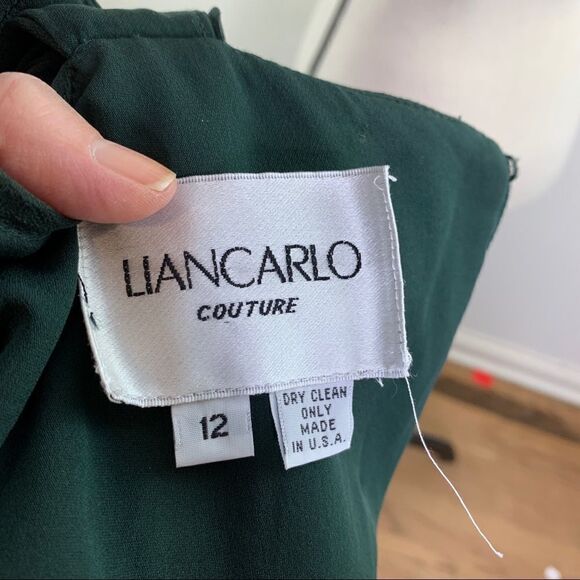 LIANCARLO
COUTURE
12
DRY CLEAN
ONLY
MADE
IN U.S.A.